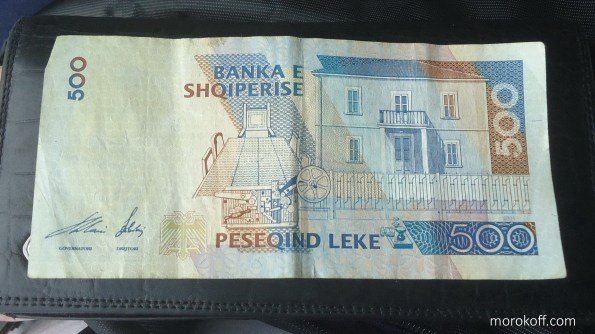 500
BANKA E
SHQIPERISE
500
GUVERNATORI DREJTORI
PESEQIND LEKE
500
morokoff.com